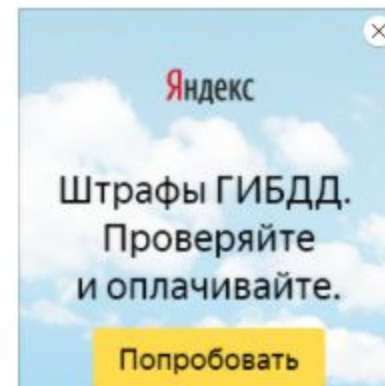 Яндекс
Штрафы ГИБДД.
Проверяйте
и оплачивайте.
Попробовать